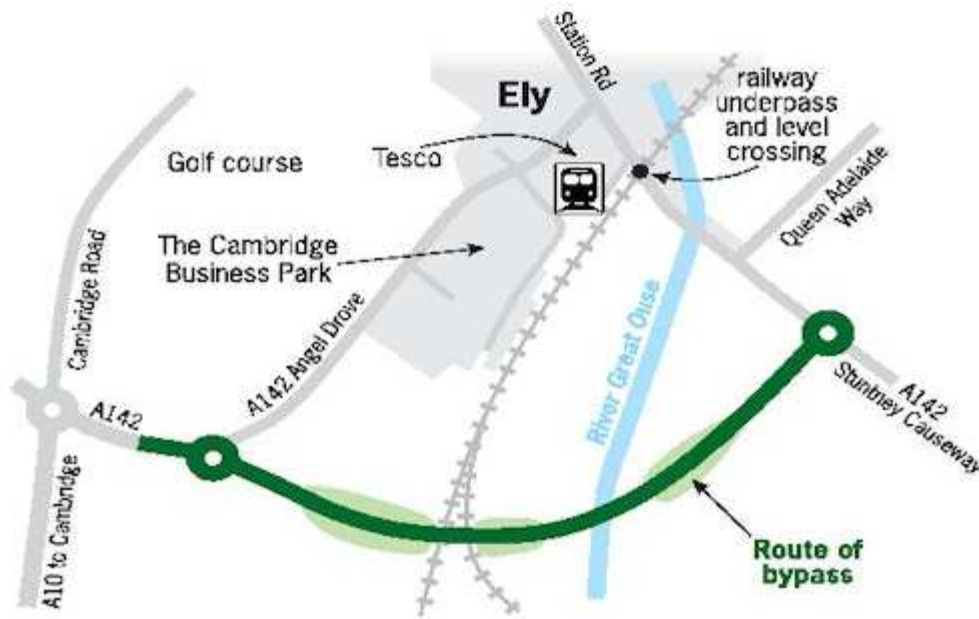 Station Rd
Ely
railway
underpass
and level
crossing
Golf course
Tesco
Queen Adelaide
Way
The Cambridge
Business Park
Cambridge Road
A142 Angel Drove
River Great Ouse
A142
A142
Stuntney Causeway
A10 to Cambridge
Route of
bypass